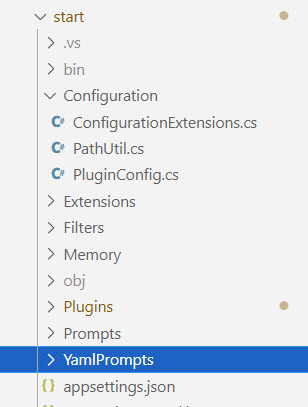 start
.vs
bin
Configuration
C# ConfigurationExtensions.cs
C# PathUtil.cs
C# PluginConfig.cs
Extensions
Filters
Memory
obj
Plugins
Prompts
YamlPrompts
{} appsettings.json